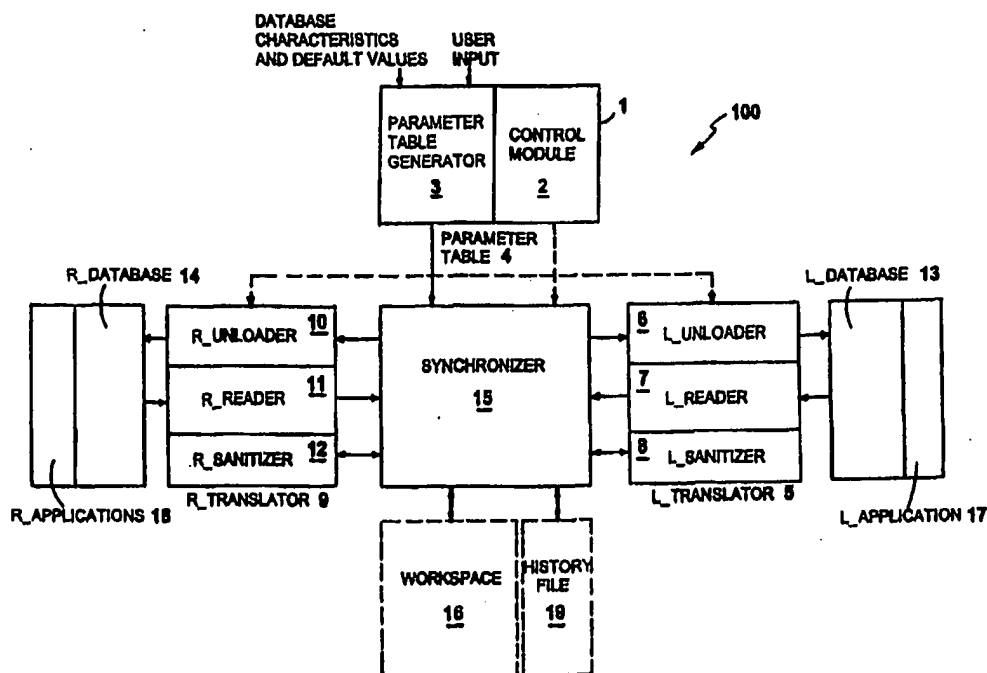 DATABASE
CHARACTERISTICS
AND DEFAULT VALUES
USER
INPUT
PARAMETER
TABLE
GENERATOR
3
CONTROL
MODULE
2
1
100
PARAMETER
TABLE 4
R_DATABASE 14
L_DATABASE 13
10
R_UNLOADER
11
R_READER
12
R_SANITIZER
R_TRANSLATOR 9
SYNCHRONIZER
15
6
L_UNLOADER
7
L_READER
8
L_SANITIZER
L_TRANSLATOR 5
R_APPLICATIONS 18
L_APPLICATION 17
WORKSPACE
16
HISTORY
FILE
19